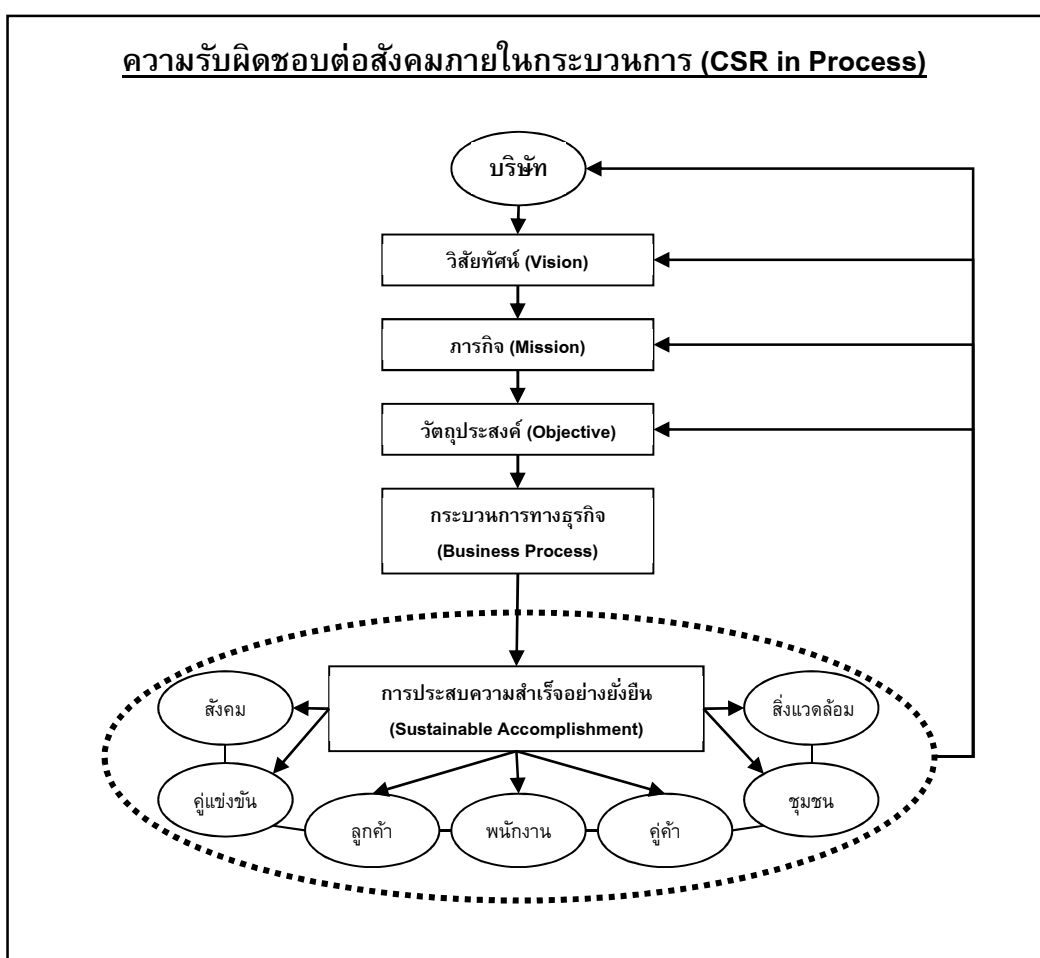 ความรับผิดชอบต่อสังคมภายในกระบวนการ (CSR in Process)
บริษัท
วิสัยทัศน์ (Vision)
ภารกิจ (Mission)
วัตถุประสงค์ (Objective)
กระบวนการทางธุรกิจ
(Business Process)
การประสบความสำเร็จอย่างยั่งยืน
(Sustainable Accomplishment)
สังคม
สิ่งแวดล้อม
คู่แข่งขัน
ชุมชน
ลูกค้า
พนักงาน
คู่ค้า